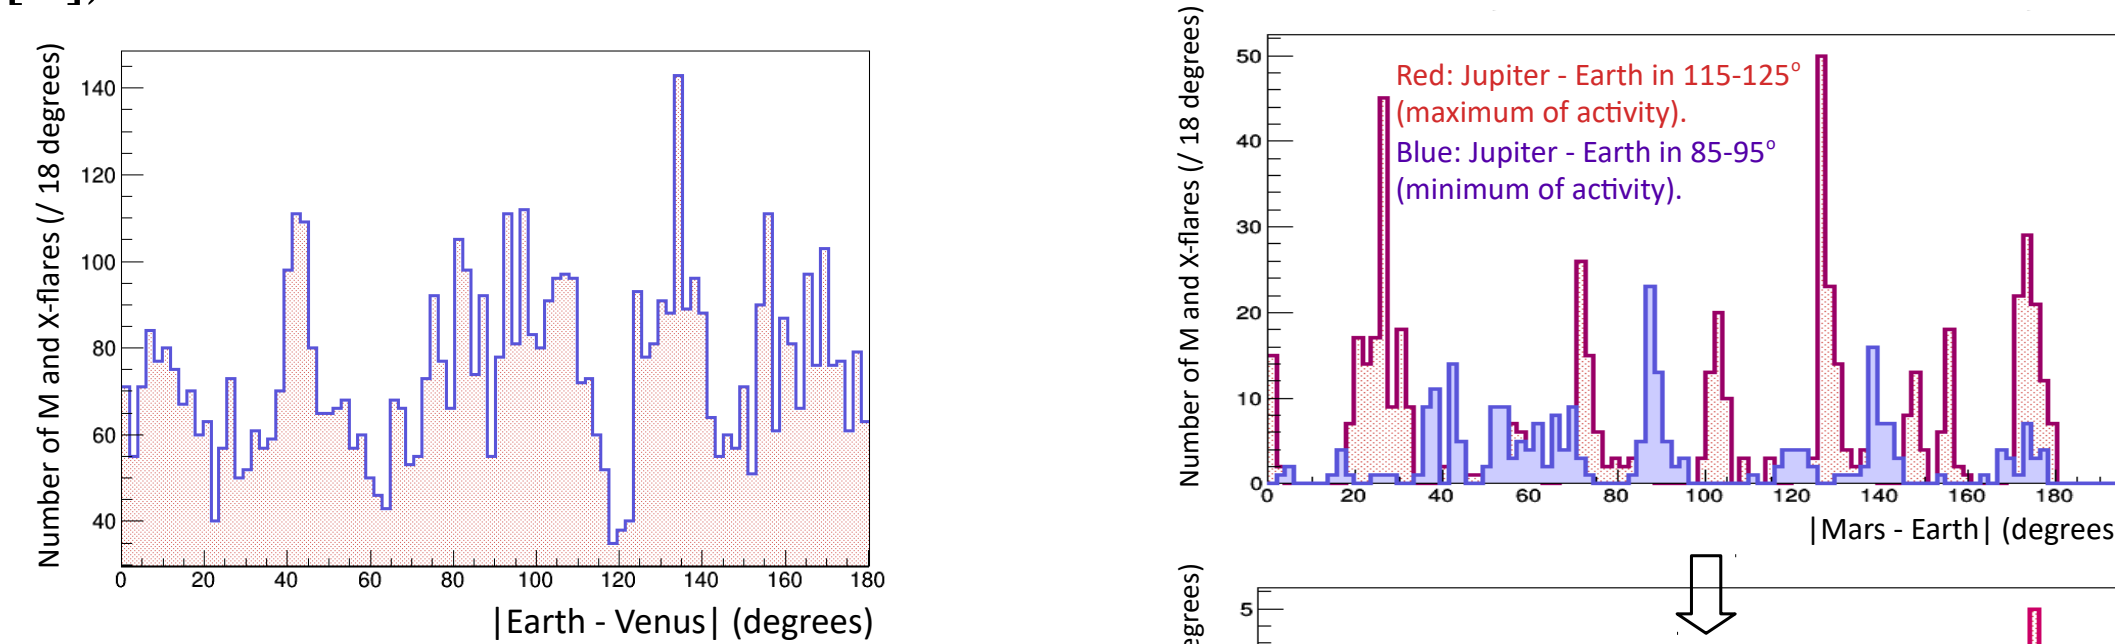 Number of M and X-flares (/ 18 degrees)
140
120
100
80
60
40
0 20 40 60 80 100 120 140 160 180
|Earth - Venus| (degrees)
Number of M and X-flares (/ 18 degrees)
50
40
30
20
10
0
Red: Jupiter - Earth in 115-125°
(maximum of activity).
Blue: Jupiter - Earth in 85-95°
(minimum of activity).
0 20 40 60 80 100 120 140 160 180
|Mars - Earth| (degrees
egrees)
5